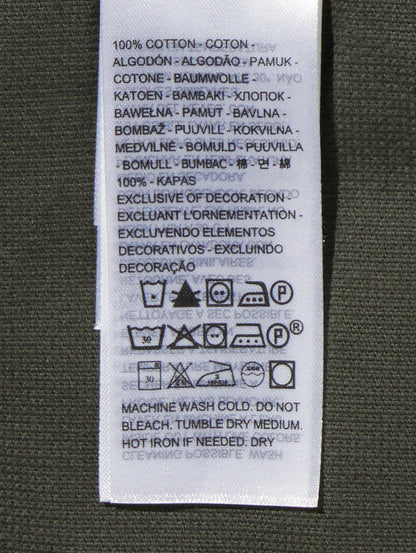 100% COTTON - COTON -
ALGODÓN - ALGODÃO - PAMUK -
COTONE - BAUMWOLLE
KATOEN - BAMBAKI - ХЛОПОК -
BAWEŁNA - PAMUT - BAVLNA -
BOMBAŽ - PUUVILL - KOKVILNA -
MEDVILNĖ - BOMULD - PUUVILLA
- BOMULL - BUMBAC - 棉 - 면 - 綿
100% - KAPAS
EXCLUSIVE OF DECORATION -
EXCLUANT L'ORNEMENTATION -
EXCLUYENDO ELEMENTOS
DECORATIVOS - EXCLUINDO
DECORAÇÃO
P
30 P ®
30
MACHINE WASH COLD. DO NOT
BLEACH. TUMBLE DRY MEDIUM.
HOT IRON IF NEEDED. DRY